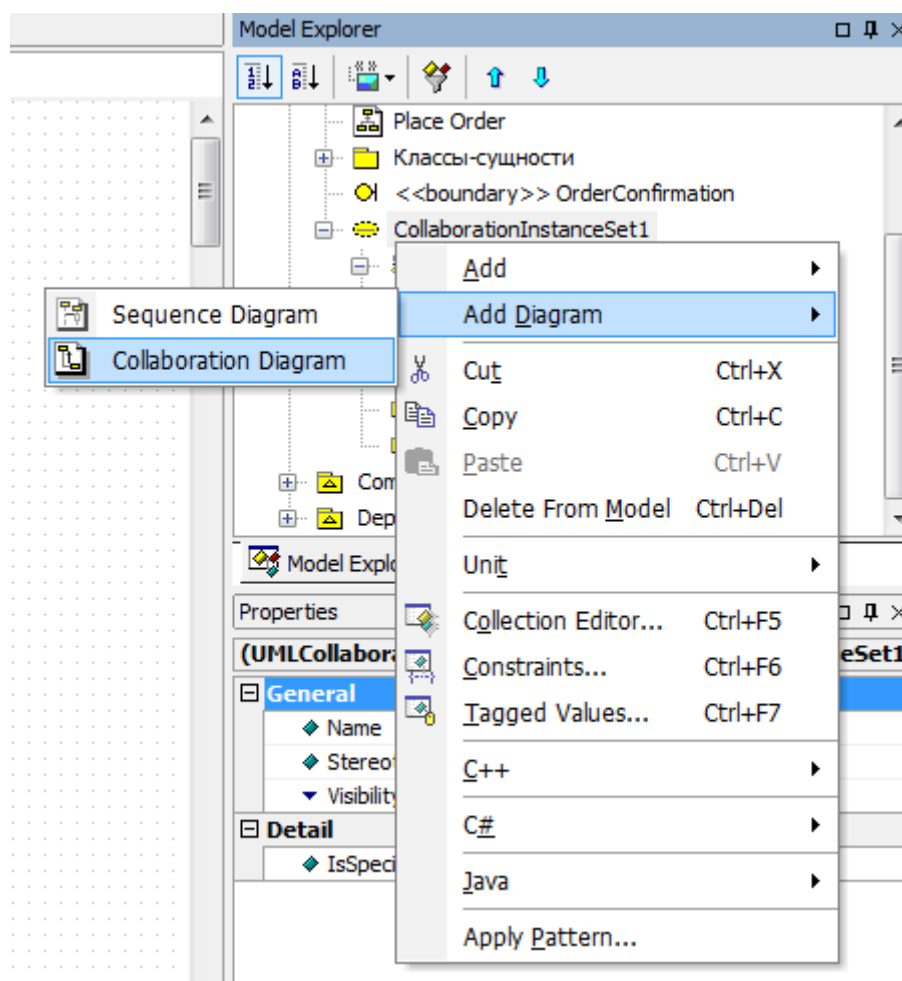 Model Explorer
Place Order
Классы-сущности
<<boundary>> OrderConfirmation
CollaborationInstanceSet1
Add
Sequence Diagram
Add Diagram
Collaboration Diagram
Cut Ctrl+X
Copy Ctrl+C
Paste Ctrl+V
Com
Delete From Model Ctrl+Del
Dep
Model Explo
Unit
Properties
Collection Editor... Ctrl+F5
(UMLCollabora eSet1
Constraints... Ctrl+F6
General
Tagged Values... Ctrl+F7
Name
Stereot
C++
Visibility
Detail
C#
IsSpeci
Java
Apply Pattern...